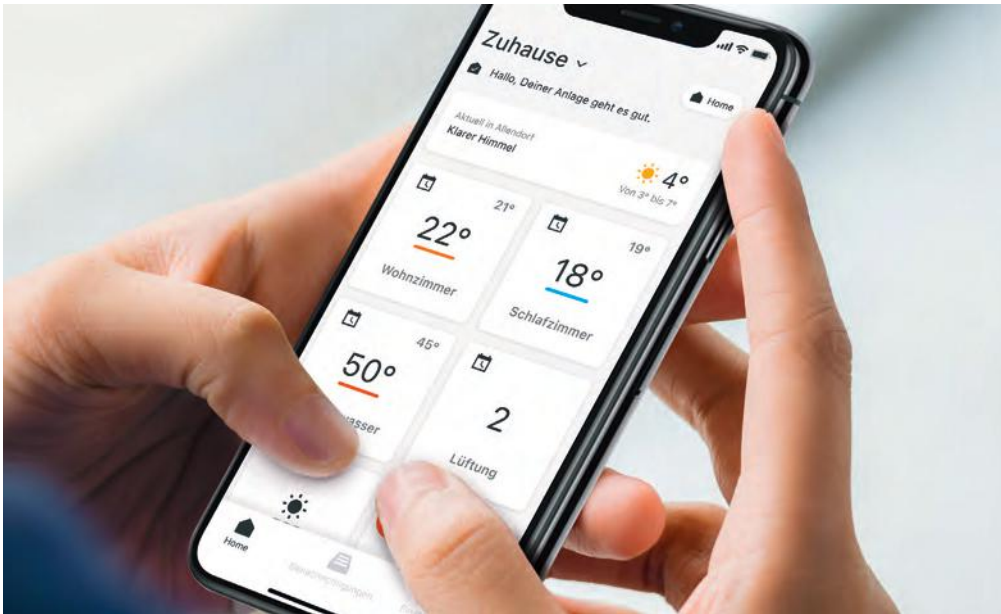 Zuhause
Hallo, Deiner Anlage geht es gut.
Home
Aktuell in Allendorf
Klarer Himmel
4°
Von 3° bis 7°
21°
22°
Wohnzimmer
19°
18°
Schlafzimmer
45°
50°
wasser
2
Lüftung
Home